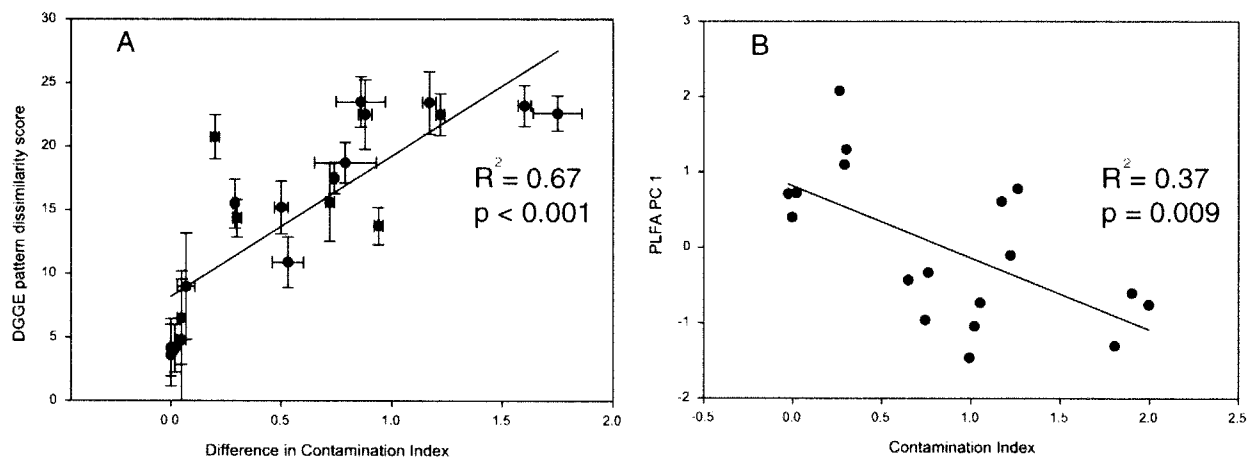 A
30
25
20
15
10
5
0
DGGE pattern dissimilarity score
R² = 0.67
p < 0.001
0.0
0.5
1.0
1.5
2.0
Difference in Contamination Index
B
3
2
1
0
-1
-2
PLFA PC 1
R² = 0.37
p = 0.009
-0.5
0.0
0.5
1.0
1.5
2.0
2.5
Contamination Index